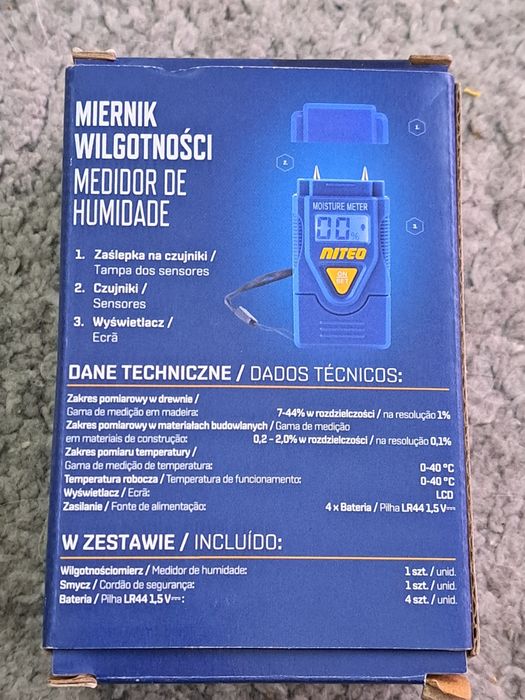 MIERNIK
WILGOTNOŚCI
MEDIDOR DE
HUMIDADE
1.
2.
1.
MOISTURE METER
00%
NITEO
ON
SET
1. Zaślepka na czujniki /
Tampa dos sensores
2. Czujniki /
Sensores
3. Wyświetlacz /
Ecrã
DANE TECHNICZNE / DADOS TÉCNICOS:
Zakres pomiarowy w drewnie /
Gama de medição em madeira: 7-44% w rozdzielczości / na resolução 1%
Zakres pomiarowy w materiałach budowlanych / Gama de medição
em materiais de construção: 0,2 - 2,0% w rozdzielczości / na resolução 0,1%
Zakres pomiaru temperatury /
Gama de medição de temperatura: 0-40 °C
Temperatura robocza / Temperatura de funcionamento: 0-40 °C
Wyświetlacz / Ecrã: LCD
Zasilanie / Fonte de alimentação: 4 x Bateria / Pilha LR44 1,5 V⎓
W ZESTAWIE / INCLUÍDO:
Wilgotnościomierz / Medidor de humidade: 1 szt. / unid.
Smycz / Cordão de segurança: 1 szt. / unid.
Bateria / Pilha LR44 1,5 V⎓: 4 szt. / unid.